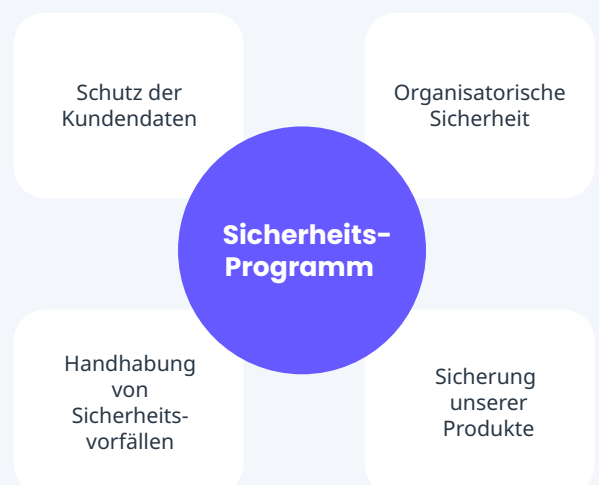 Schutz der
Kundendaten
Organisatorische
Sicherheit
Sicherheits-
Programm
Handhabung
von
Sicherheits-
vorfällen
Sicherung
unserer
Produkte